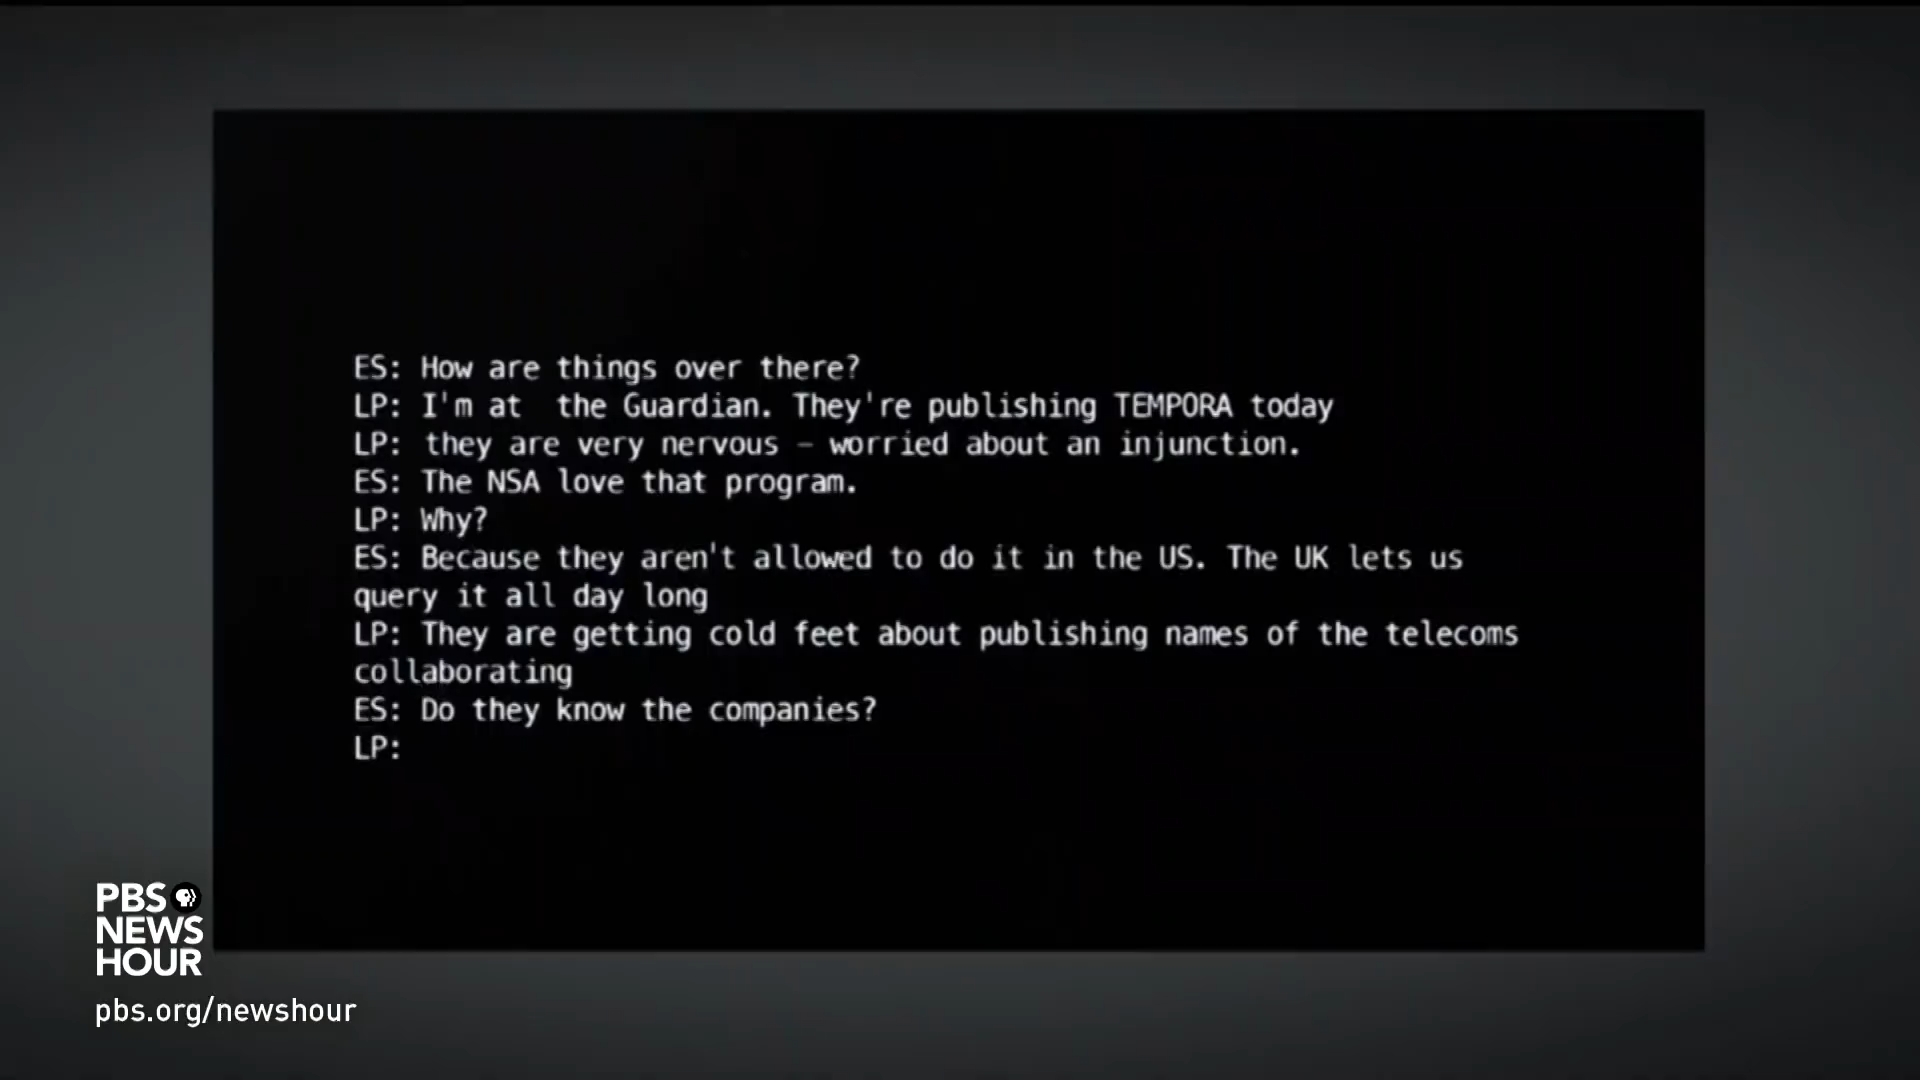 ES: How are things over there?
LP: I'm at  the Guardian. They're publishing TEMPORA today
LP: they are very nervous – worried about an injunction.
ES: The NSA love that program.
LP: Why?
ES: Because they aren't allowed to do it in the US. The UK lets us
query it all day long
LP: They are getting cold feet about publishing names of the telecoms
collaborating
ES: Do they know the companies?
LP:
PBS
NEWS
HOUR
pbs.org/newshour